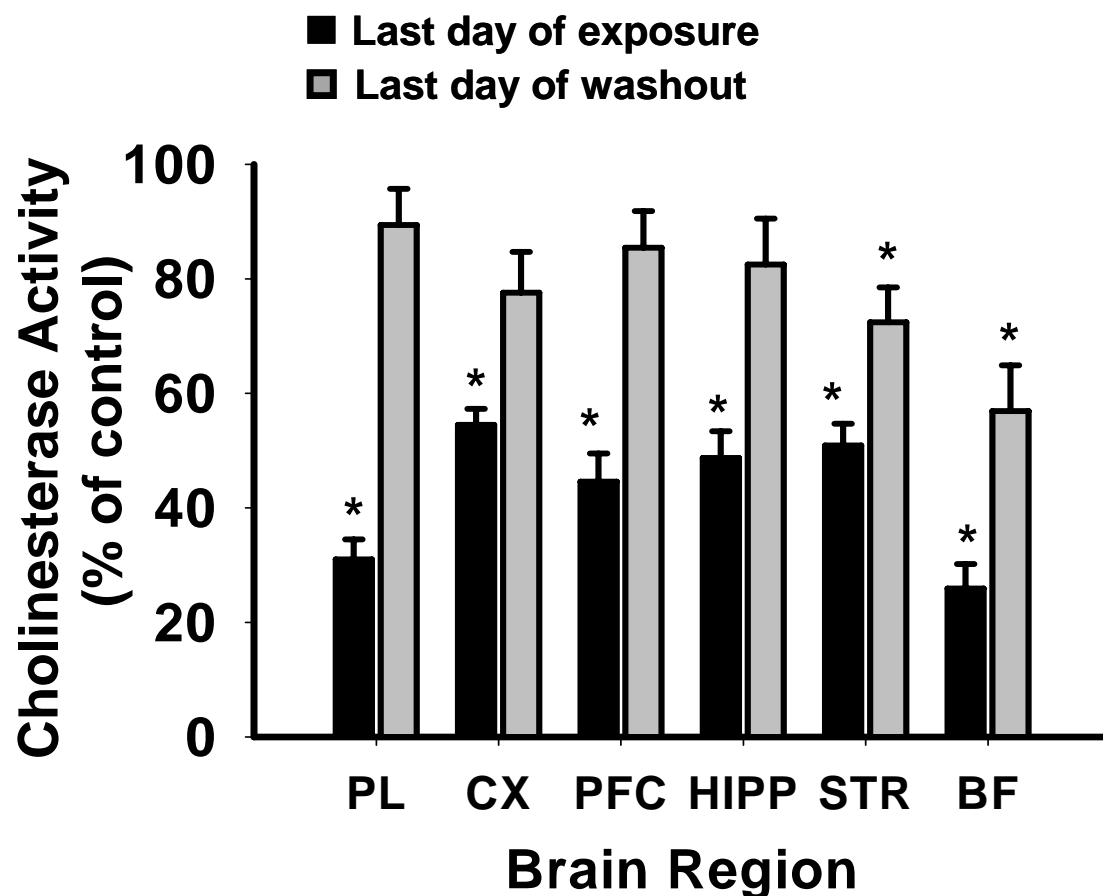 Last day of exposure
Last day of washout
Cholinesterase Activity
(% of control)
100
80
60
40
20
0
* * * * * * * *
PL CX PFC HIPP STR BF
Brain Region